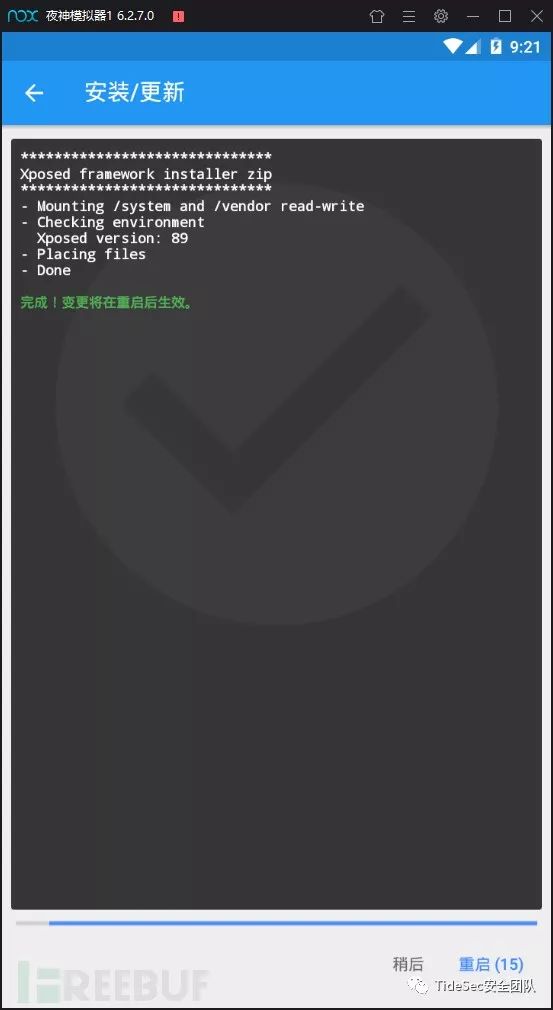 nox 夜神模拟器1 6.2.7.0
9:21
安装/更新
******************************
Xposed framework installer zip
******************************
- Mounting /system and /vendor read-write
- Checking environment
  Xposed version: 89
- Placing files
- Done
完成！变更将在重启后生效。
稍后 重启 (15)
FREEBUF
TideSec安全团队